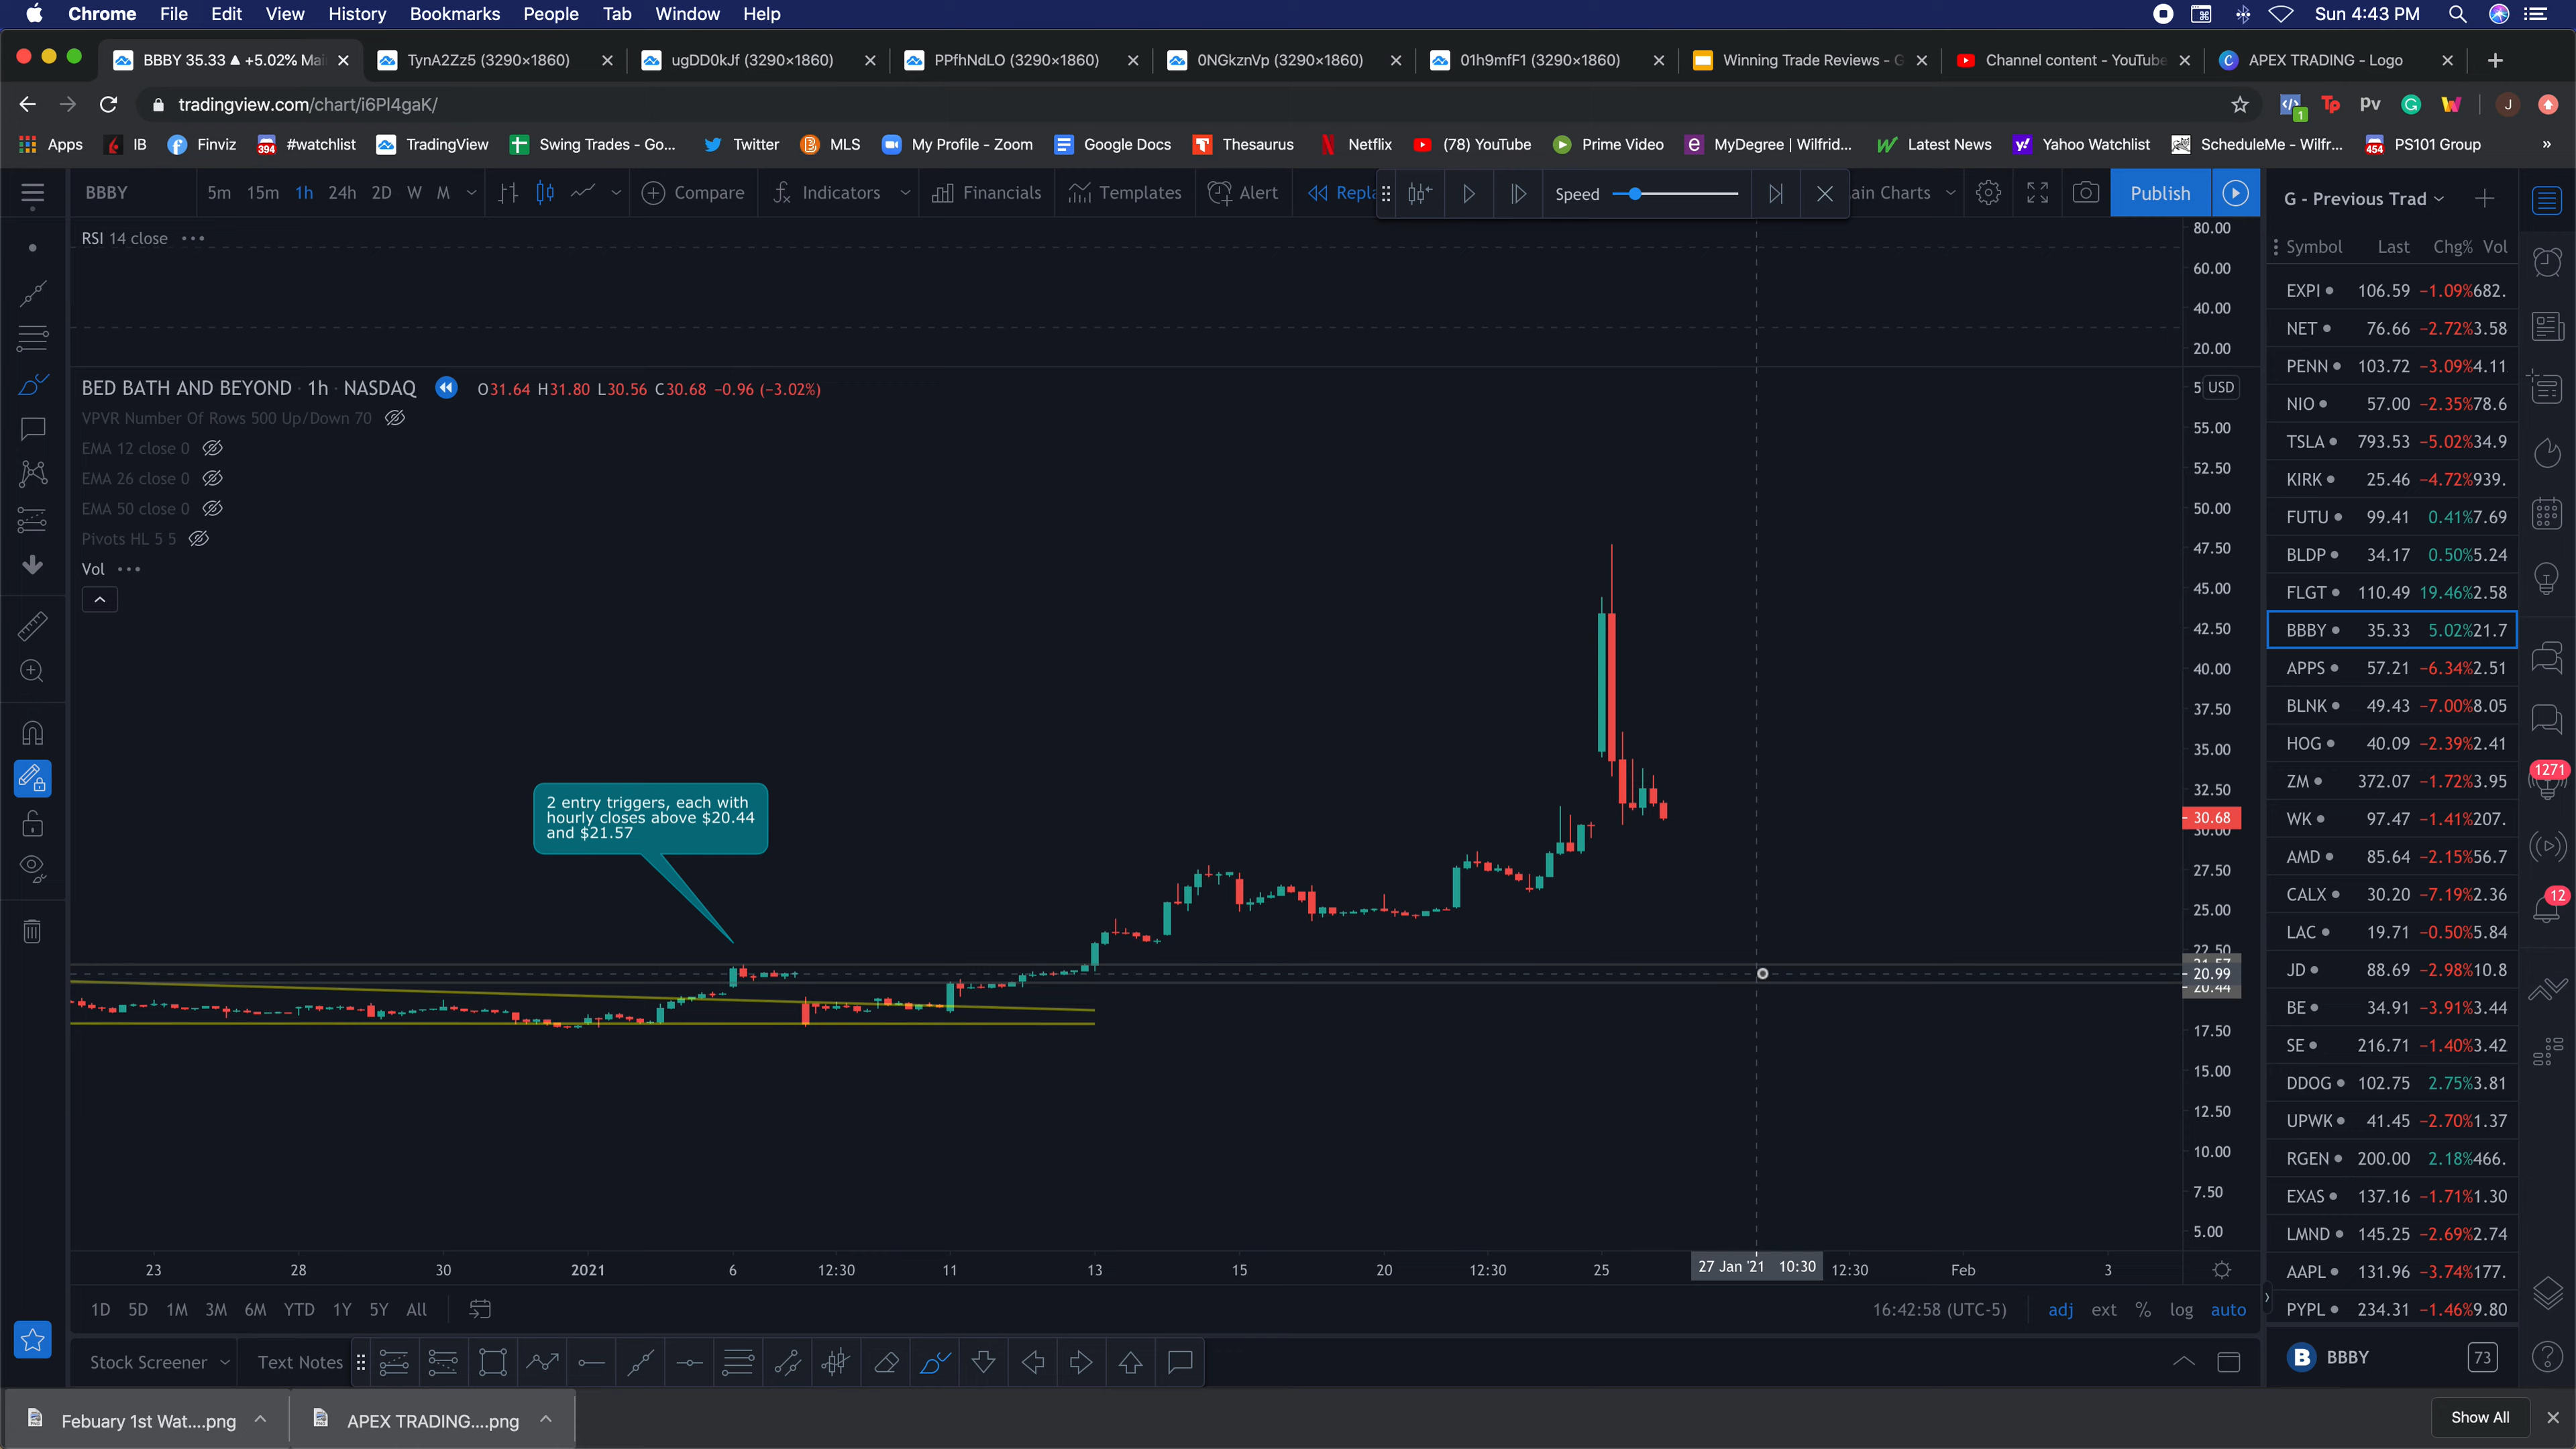 Chrome File Edit View History Bookmarks People Tab Window Help Sun 4:43 PM
BBBY 35.33 ▲ +5.02% Mai TynA2Zz5 (3290×1860) ugDD0kJf (3290×1860) PPfhNdLO (3290×1860) 0NGkznVp (3290×1860) 01h9mfF1 (3290×1860) Winning Trade Reviews - G Channel content - YouTube APEX TRADING - Logo
tradingview.com/chart/i6Pl4gaK/ 1 Tp Pv J
Apps IB Finviz 394 #watchlist TradingView Swing Trades - Go... Twitter MLS My Profile - Zoom Google Docs Thesaurus Netflix (78) YouTube Prime Video MyDegree | Wilfrid... Latest News Yahoo Watchlist ScheduleMe - Wilfr... 454 PS101 Group »
BBBY 5m 15m 1h 24h 2D W M Compare Indicators Financials Templates Alert Repla Speed ain Charts Publish
G - Previous Trad
RSI 14 close
80.00
60.00
40.00
20.00
BED BATH AND BEYOND · 1h · NASDAQ O31.64 H31.80 L30.56 C30.68 −0.96 (−3.02%)
VPVR Number Of Rows 500 Up/Down 70
EMA 12 close 0
EMA 26 close 0
EMA 50 close 0
Pivots HL 5 5
Vol
5 USD
55.00
52.50
50.00
47.50
45.00
42.50
40.00
37.50
35.00
32.50
30.68
30.00
27.50
25.00
22.50
21.57
20.99
20.44
17.50
15.00
12.50
10.00
7.50
5.00
2 entry triggers, each with
hourly closes above $20.44
and $21.57
23 28 30 2021 6 12:30 11 13 15 20 12:30 25 27 Jan '21 10:30 12:30 Feb 3
1D 5D 1M 3M 6M YTD 1Y 5Y All 16:42:58 (UTC-5) adj ext % log auto
Stock Screener Text Notes
Symbol Last Chg% Vol
EXPI 106.59 −1.09% 682.
NET 76.66 −2.72% 3.58
PENN 103.72 −3.09% 4.11
NIO 57.00 −2.35% 78.6
TSLA 793.53 −5.02% 34.9
KIRK 25.46 −4.72% 939.
FUTU 99.41 0.41% 7.69
BLDP 34.17 0.50% 5.24
FLGT 110.49 19.46% 2.58
BBBY 35.33 5.02% 21.7
APPS 57.21 −6.34% 2.51
BLNK 49.43 −7.00% 8.05
HOG 40.09 −2.39% 2.41
ZM 372.07 −1.72% 3.95
WK 97.47 −1.41% 207.
AMD 85.64 −2.15% 56.7
CALX 30.20 −7.19% 2.36
LAC 19.71 −0.50% 5.84
JD 88.69 −2.98% 10.8
BE 34.91 −3.91% 3.44
SE 216.71 −1.40% 3.42
DDOG 102.75 2.75% 3.81
UPWK 41.45 −2.70% 1.37
RGEN 200.00 2.18% 466.
EXAS 137.16 −1.71% 1.30
LMND 145.25 −2.69% 2.74
AAPL 131.96 −3.74% 177.
PYPL 234.31 −1.46% 9.80
B BBBY 73
1271
12
Febuary 1st Wat....png APEX TRADING....png Show All